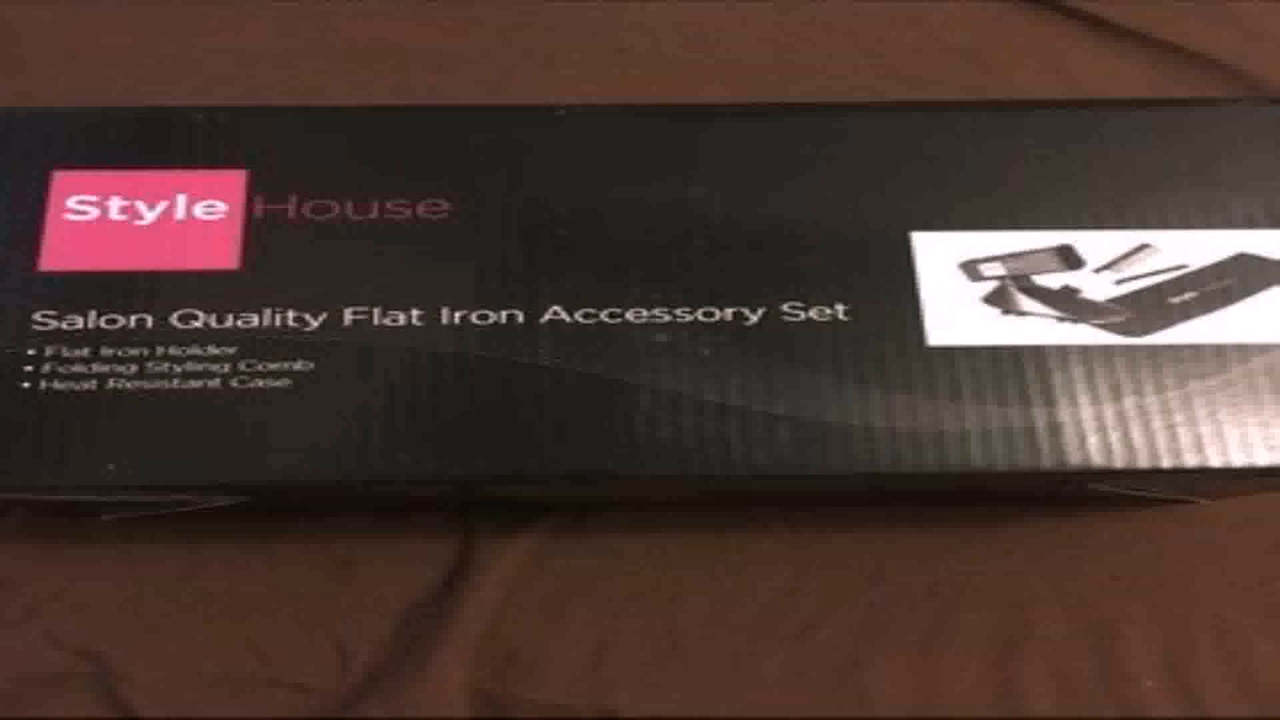 Style House
Salon Quality Flat Iron Accessory Set
• Flat Iron Holder
• Folding Styling Comb
• Heat Resistant Case